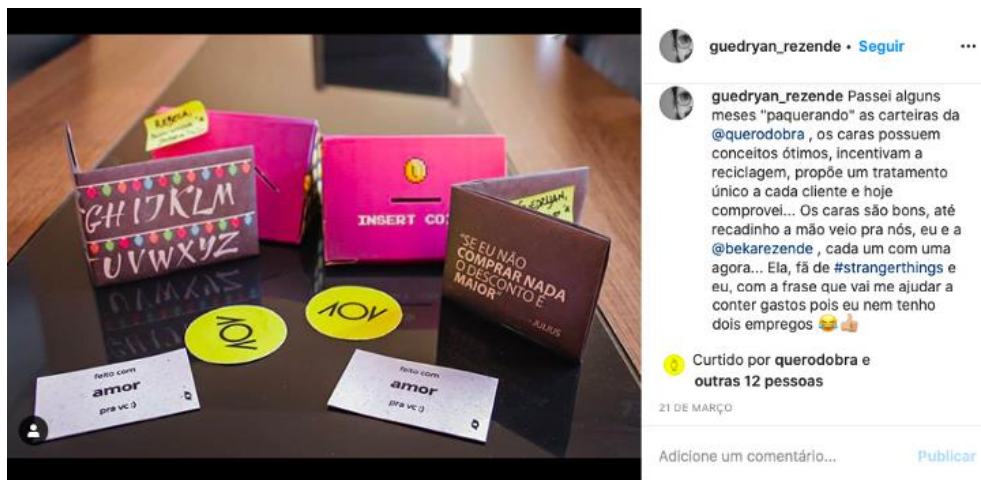 REBECA,
GHIJKLM
UVWXYZ
INSERT CO
GUEDRYAN,
"SE EU NÃO
COMPRAR NADA
O DESCONTO É
MAIOR"
- JULIUS
feito com
amor
pra vc :)
feito com
amor
pra vc :)
guedryan_rezende • Seguir
guedryan_rezende Passei alguns
meses "paquerando" as carteiras da
@querodobra , os caras possuem
conceitos ótimos, incentivam a
reciclagem, propõe um tratamento
único a cada cliente e hoje
comprovei... Os caras são bons, até
recadinho a mão veio pra nós, eu e a
@bekarezende , cada um com uma
agora... Ela, fã de #strangerthings e
eu, com a frase que vai me ajudar a
conter gastos pois eu nem tenho
dois empregos 😂👍🏼
Curtido por querodobra e
outras 12 pessoas
21 DE MARÇO
Adicione um comentário...
Publicar